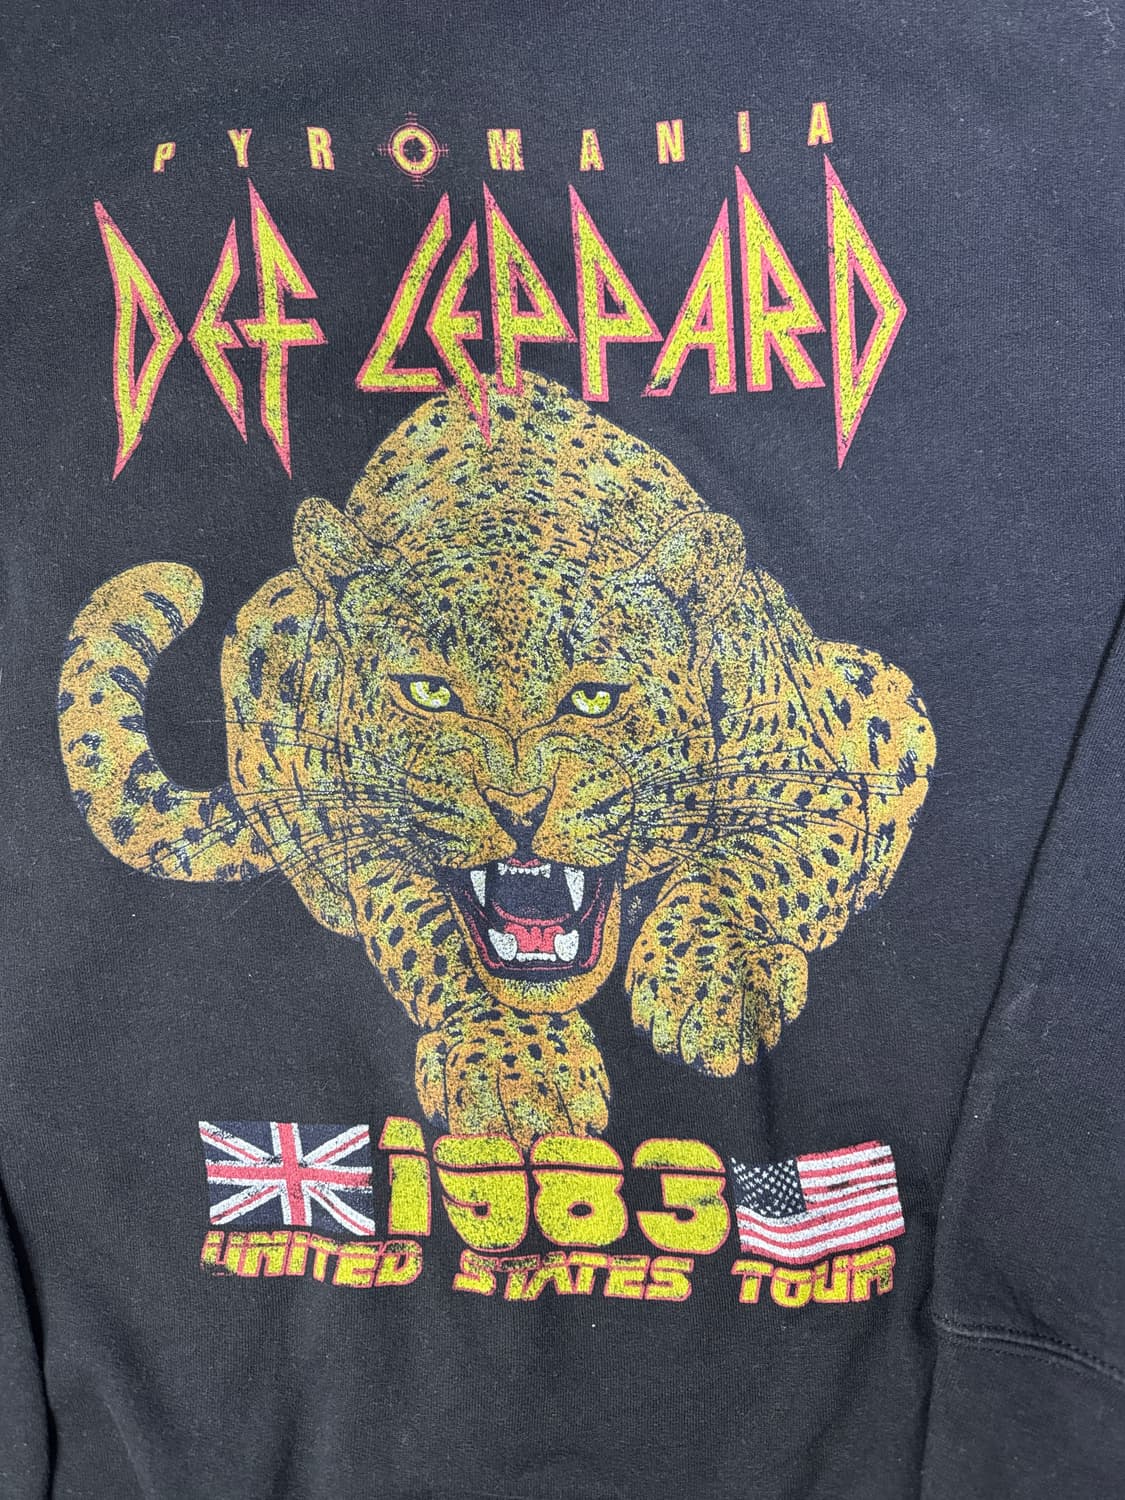 PYROMANIA
DEF LEPPARD
1983
UNITED STATES TOUR